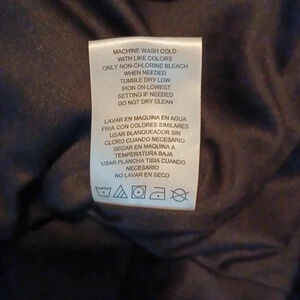 MACHINE WASH COLD
WITH LIKE COLORS
ONLY NON-CHLORINE BLEACH
WHEN NEEDED
TUMBLE DRY LOW
IRON ON LOWEST
SETTING IF NEEDED
DO NOT DRY CLEAN
LAVAR EN MAQUINA EN AGUA
FRIA CON COLORES SIMILARES
USAR BLANQUEADOR SIN
CLORO CUANDO NECESARIO
SECAR EN MAQUINA A
TEMPERATURA BAJA
USAR PLANCHA TIBIA CUANDO
NECESARIO
NO LAVAR EN SECO